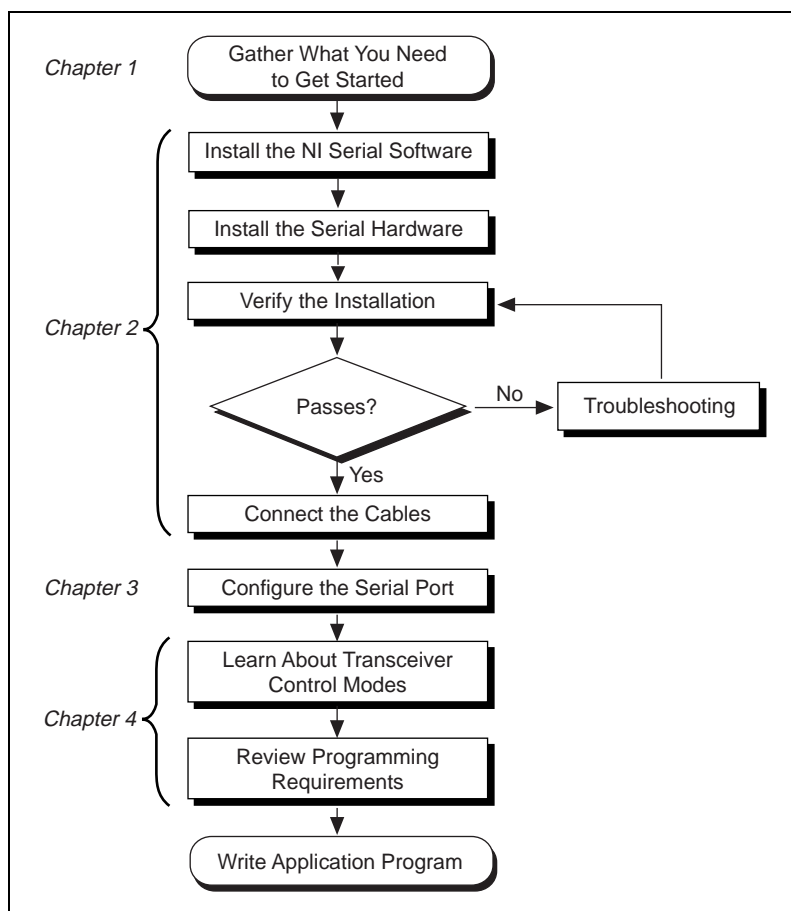 Chapter 1
Gather What You Need
to Get Started
Install the NI Serial Software
Install the Serial Hardware
Verify the Installation
Chapter 2
Passes?
No
Troubleshooting
Yes
Connect the Cables
Chapter 3
Configure the Serial Port
Learn About Transceiver
Control Modes
Chapter 4
Review Programming
Requirements
Write Application Program